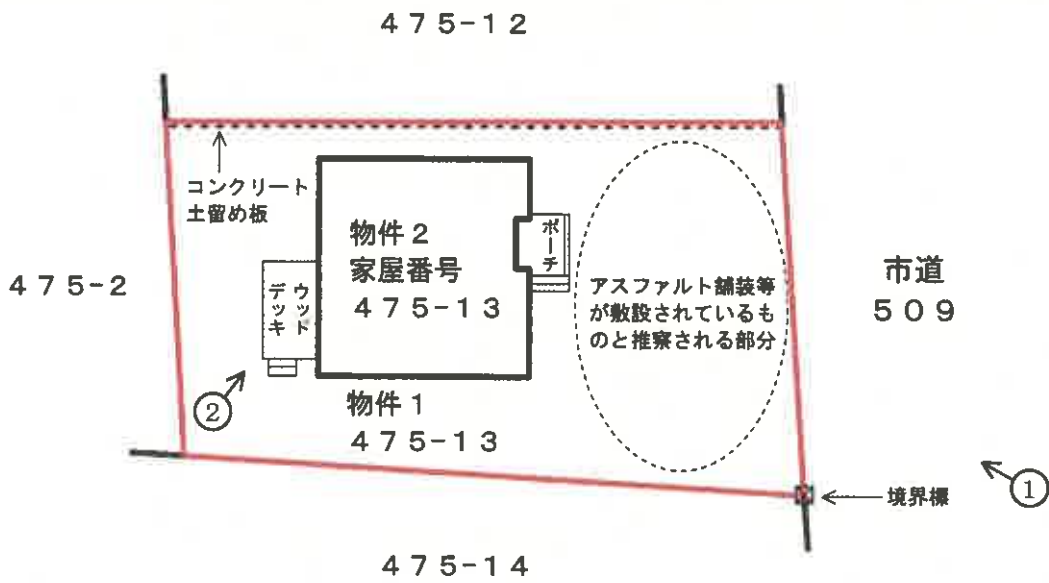 475-12
コンクリート
土留め板
物件2
家屋番号
475-13
ポーチ
ウッド
デッキ
475-2
アスファルト舗装等
が敷設されているも
のと推察される部分
市道
509
②
物件1
475-13
境界標
①
475-14